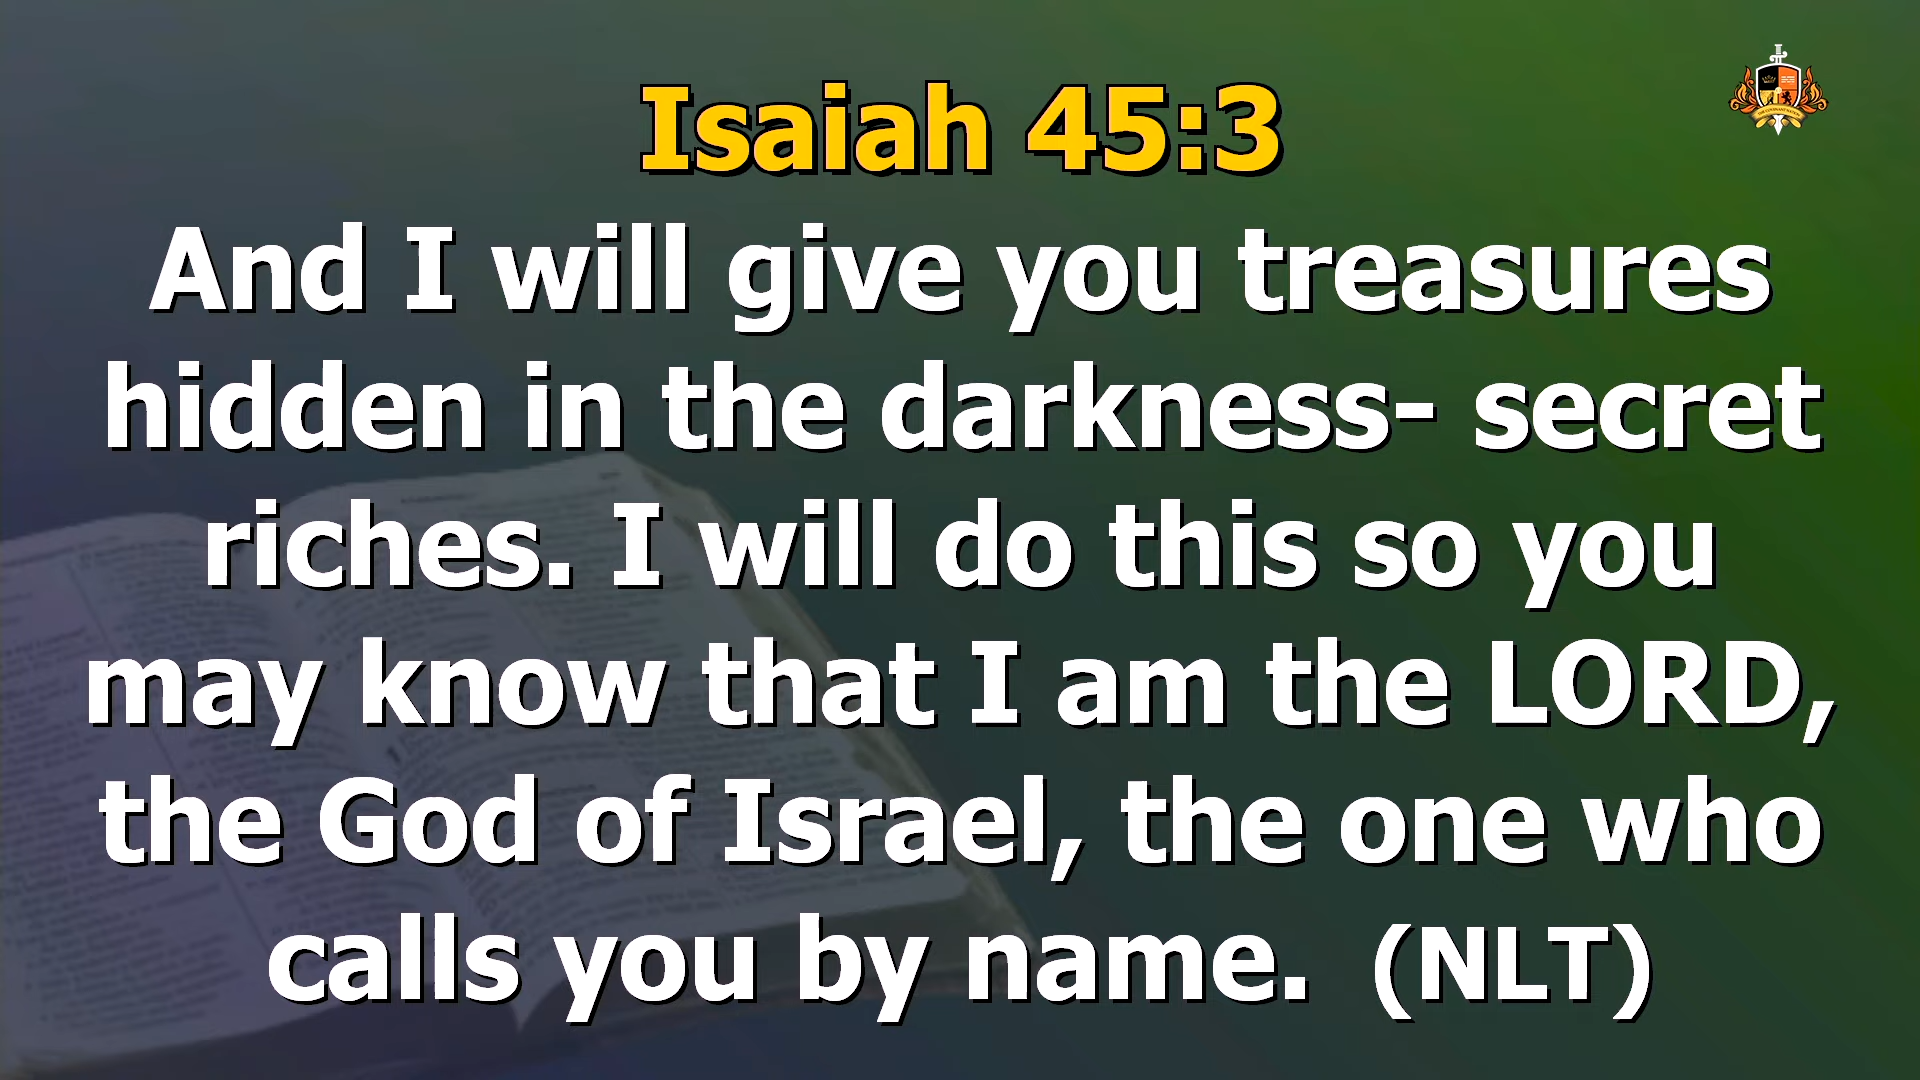 Isaiah 45:3
And I will give you treasures
hidden in the darkness- secret
riches. I will do this so you
may know that I am the LORD,
the God of Israel, the one who
calls you by name.  (NLT)